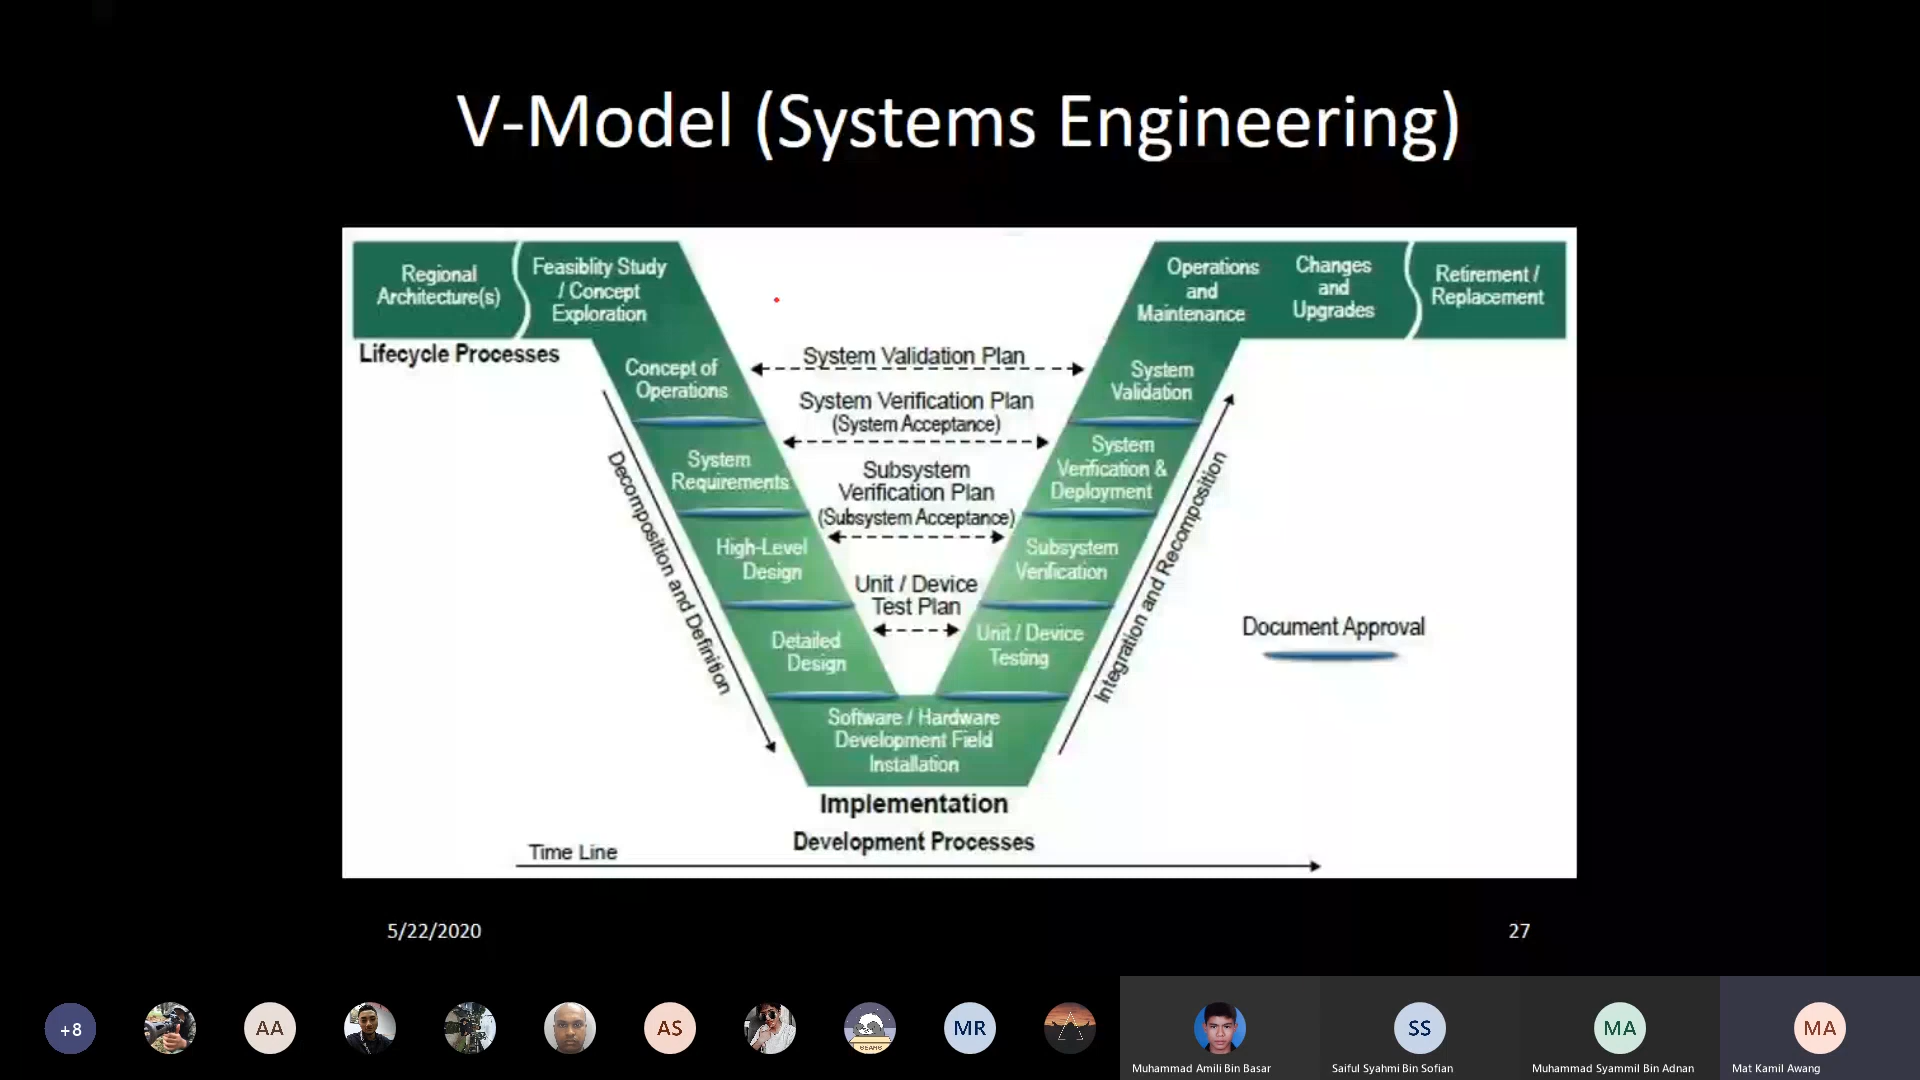 V-Model (Systems Engineering)
Regional
Architecture(s)
Feasiblity Study
/ Concept
Exploration
Operations
and
Maintenance
Changes
and
Upgrades
Retirement /
Replacement
Lifecycle Processes
Concept of
Operations
System Validation Plan
System
Validation
System Verification Plan
(System Acceptance)
System
Requirements
System
Verification &
Deployment
Subsystem
Verification Plan
(Subsystem Acceptance)
High-Level
Design
Subsystem
Verification
Unit / Device
Test Plan
Detailed
Design
Unit / Device
Testing
Decomposition and Definition
Integration and Recomposition
Document Approval
Software / Hardware
Development Field
Installation
Implementation
Development Processes
Time Line
5/22/2020
27
+8
AA
AS
BEARS
MR
SS
MA
MA
Muhammad Amili Bin Basar
Saiful Syahmi Bin Sofian
Muhammad Syammil Bin Adnan
Mat Kamil Awang